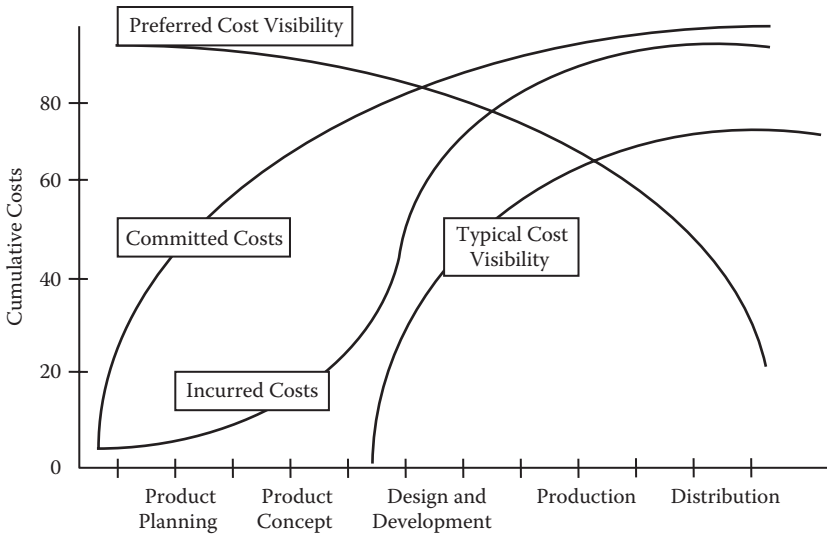 Preferred Cost Visibility
80
60
Committed Costs
Typical Cost
Visibility
40
Cumulative Costs
20
Incurred Costs
0
Product
Planning
Product
Concept
Design and
Development
Production
Distribution